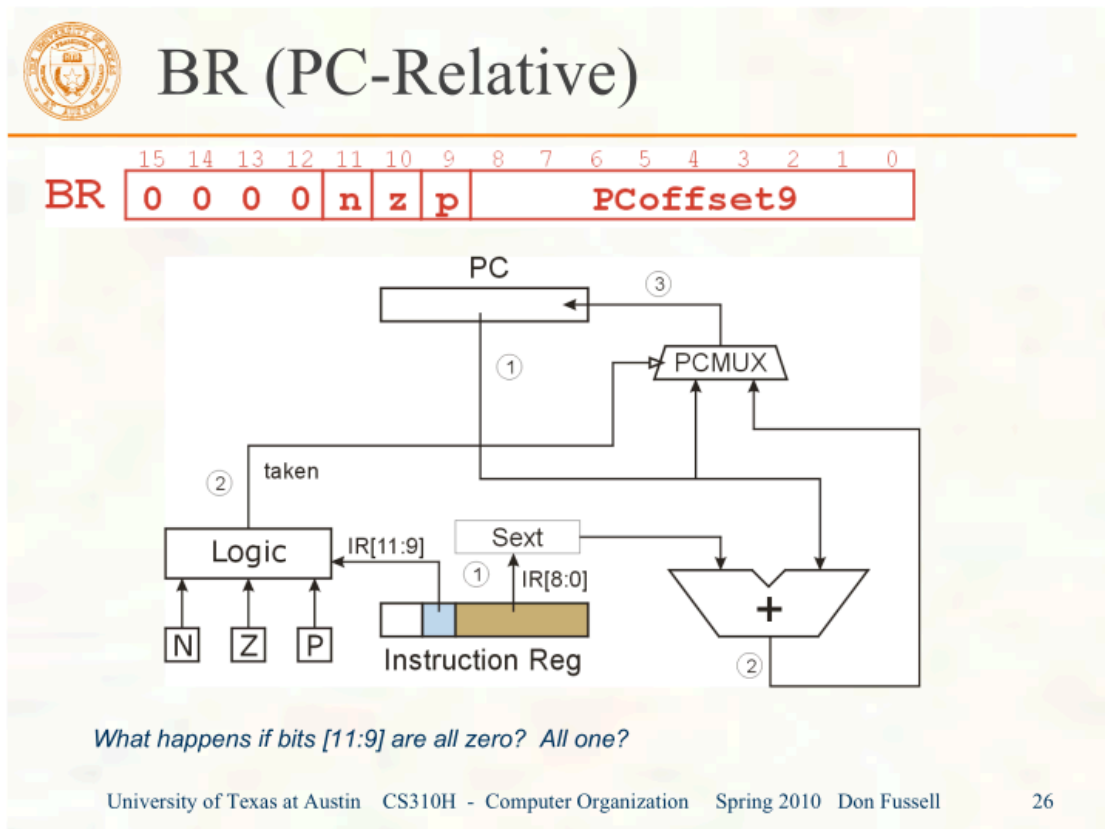 BR (PC-Relative)
15 14 13 12 11 10 9 8 7 6 5 4 3 2 1 0
BR 0 0 0 0 n z p PCoffset9
PC
3
1
PCMUX
taken
2
Logic
IR[11:9]
Sext
1
IR[8:0]
+
N Z P
Instruction Reg
2
What happens if bits [11:9] are all zero? All one?
University of Texas at Austin CS310H - Computer Organization Spring 2010 Don Fussell 26